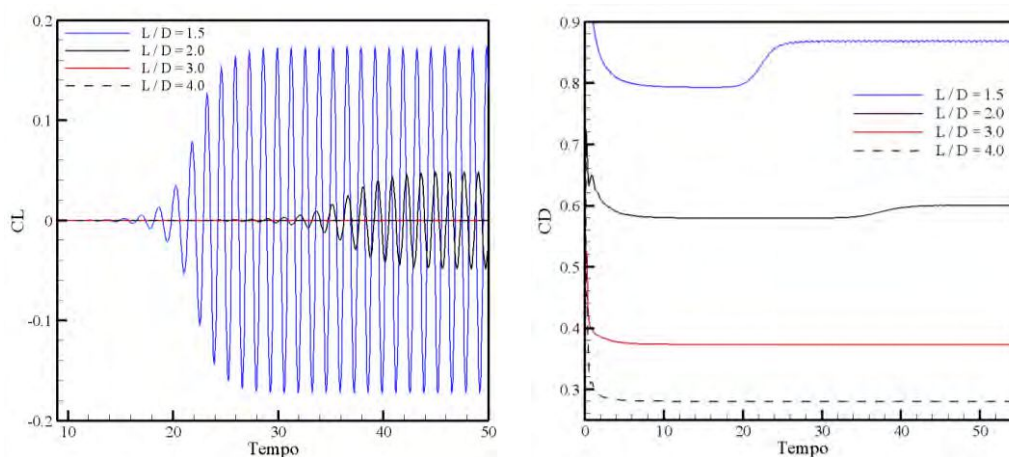 0.2
0.1
0
-0.1
-0.2
CL
L / D = 1.5
L / D = 2.0
L / D = 3.0
L / D = 4.0
10
20
30
40
50
Tempo
0.9
0.8
0.7
0.6
0.5
0.4
0.3
CD
L / D = 1.5
L / D = 2.0
L / D = 3.0
L / D = 4.0
0
10
20
30
40
50
Tempo